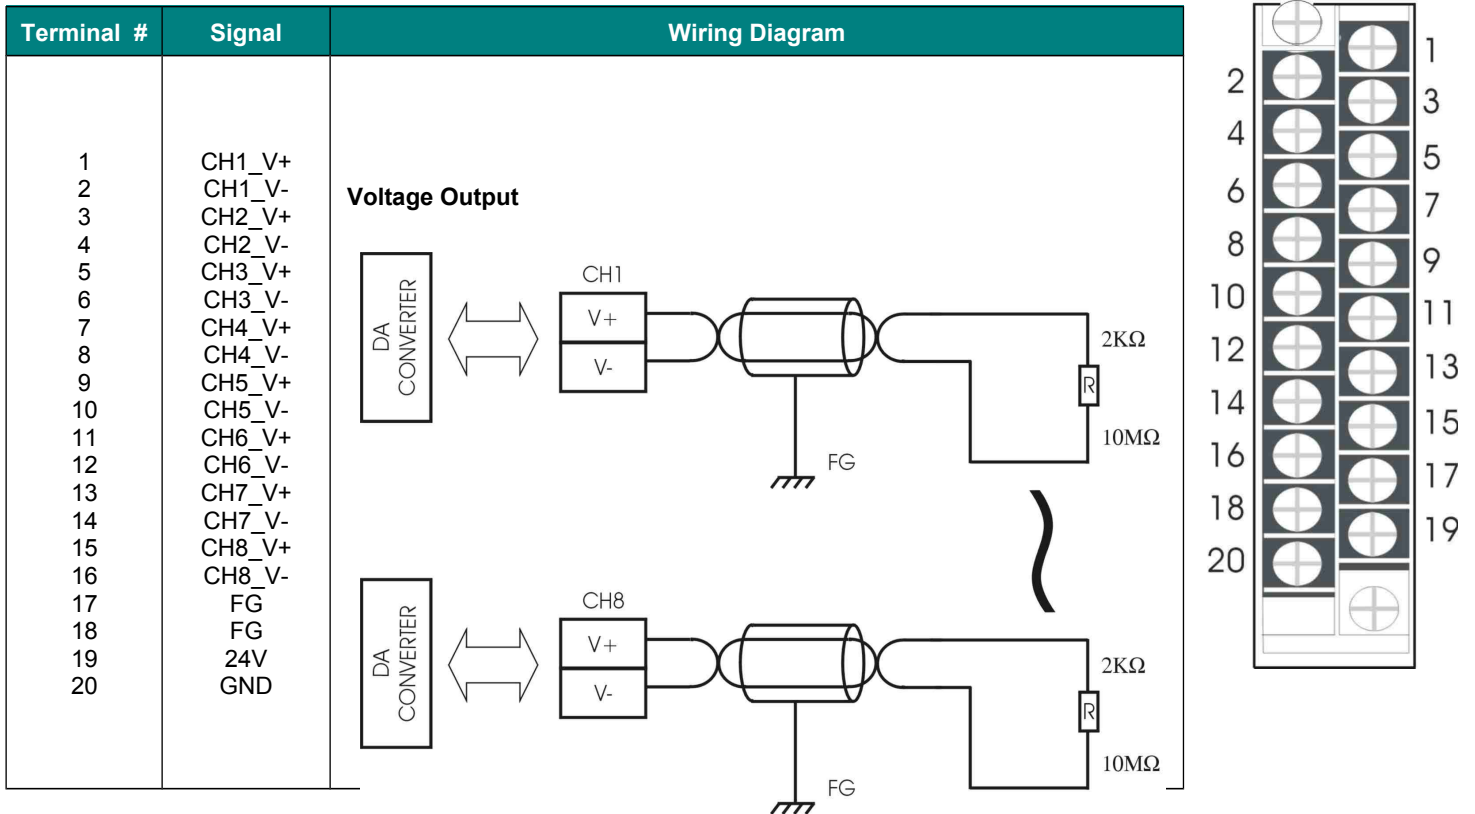 Terminal # Signal Wiring Diagram
1 CH1_V+
2 CH1_V-
3 CH2_V+
4 CH2_V-
5 CH3_V+
6 CH3_V-
7 CH4_V+
8 CH4_V-
9 CH5_V+
10 CH5_V-
11 CH6_V+
12 CH6_V-
13 CH7_V+
14 CH7_V-
15 CH8_V+
16 CH8_V-
17 FG
18 FG
19 24V
20 GND
Voltage Output
DA
CONVERTER
CH1
V+
V-
2KΩ
R
10MΩ
FG
DA
CONVERTER
CH8
V+
V-
2KΩ
R
10MΩ
FG
1
2
3
4
5
6
7
8
9
10
11
12
13
14
15
16
17
18
19
20